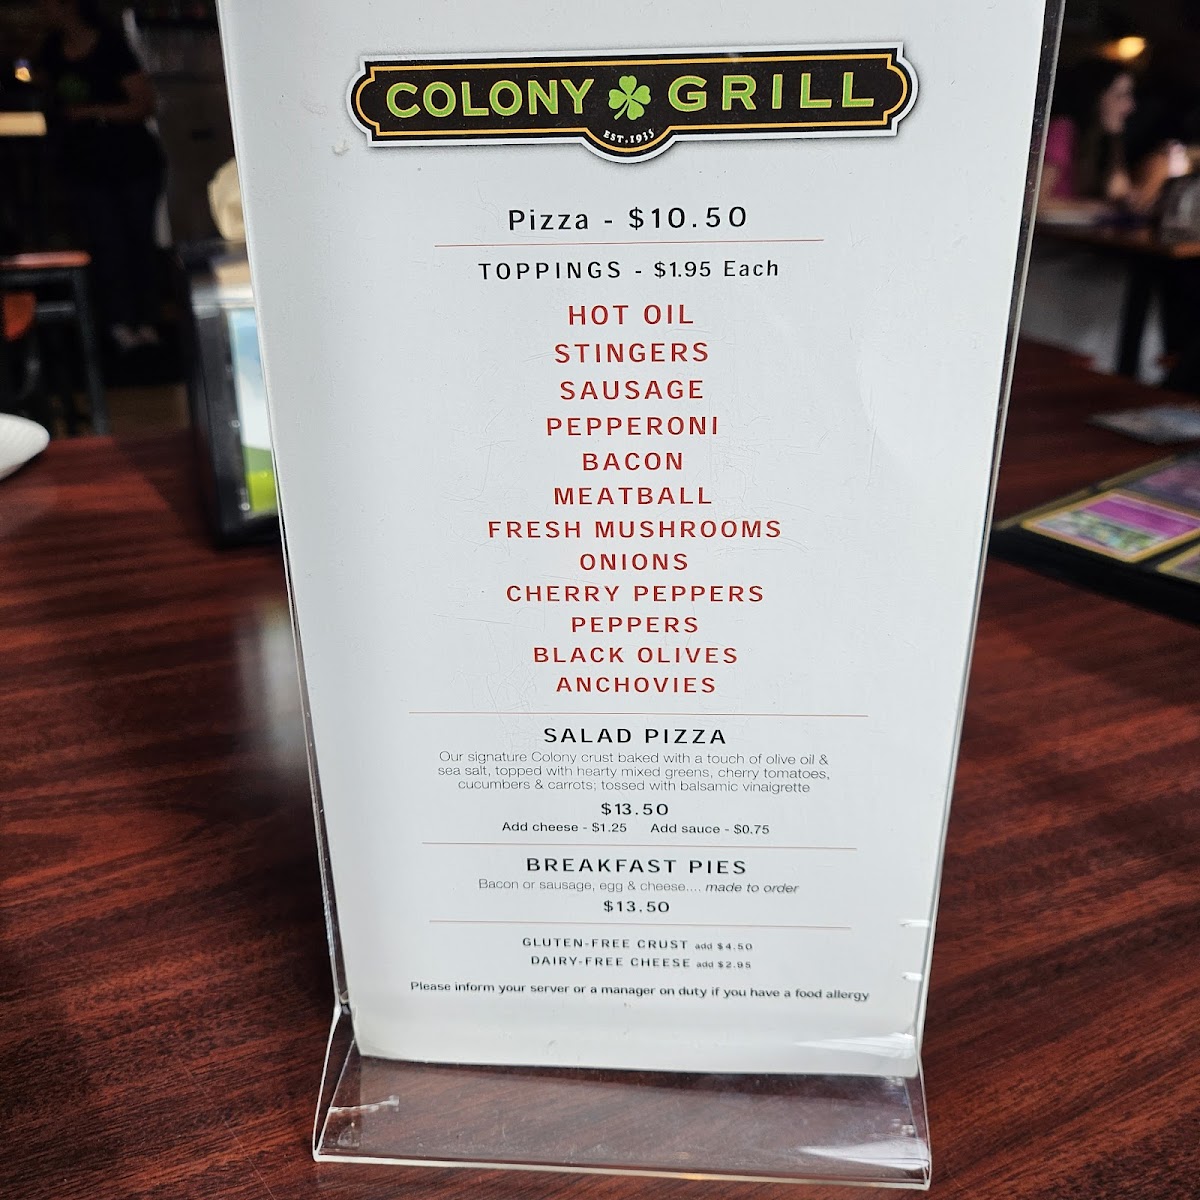 COLONY GRILL
EST. 1935
Pizza - $10.50
TOPPINGS - $1.95 Each
HOT OIL
STINGERS
SAUSAGE
PEPPERONI
BACON
MEATBALL
FRESH MUSHROOMS
ONIONS
CHERRY PEPPERS
PEPPERS
BLACK OLIVES
ANCHOVIES
SALAD PIZZA
Our signature Colony crust baked with a touch of olive oil &
sea salt, topped with hearty mixed greens, cherry tomatoes,
cucumbers & carrots; tossed with balsamic vinaigrette
$13.50
Add cheese - $1.25 Add sauce - $0.75
BREAKFAST PIES
Bacon or sausage, egg & cheese.... made to order
$13.50
GLUTEN-FREE CRUST add $4.50
DAIRY-FREE CHEESE add $2.95
Please inform your server or a manager on duty if you have a food allergy